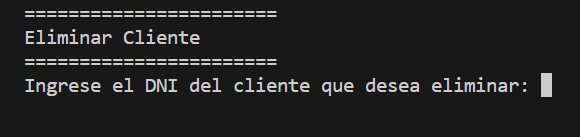 =======================
Eliminar Cliente
=======================
Ingrese el DNI del cliente que desea eliminar: